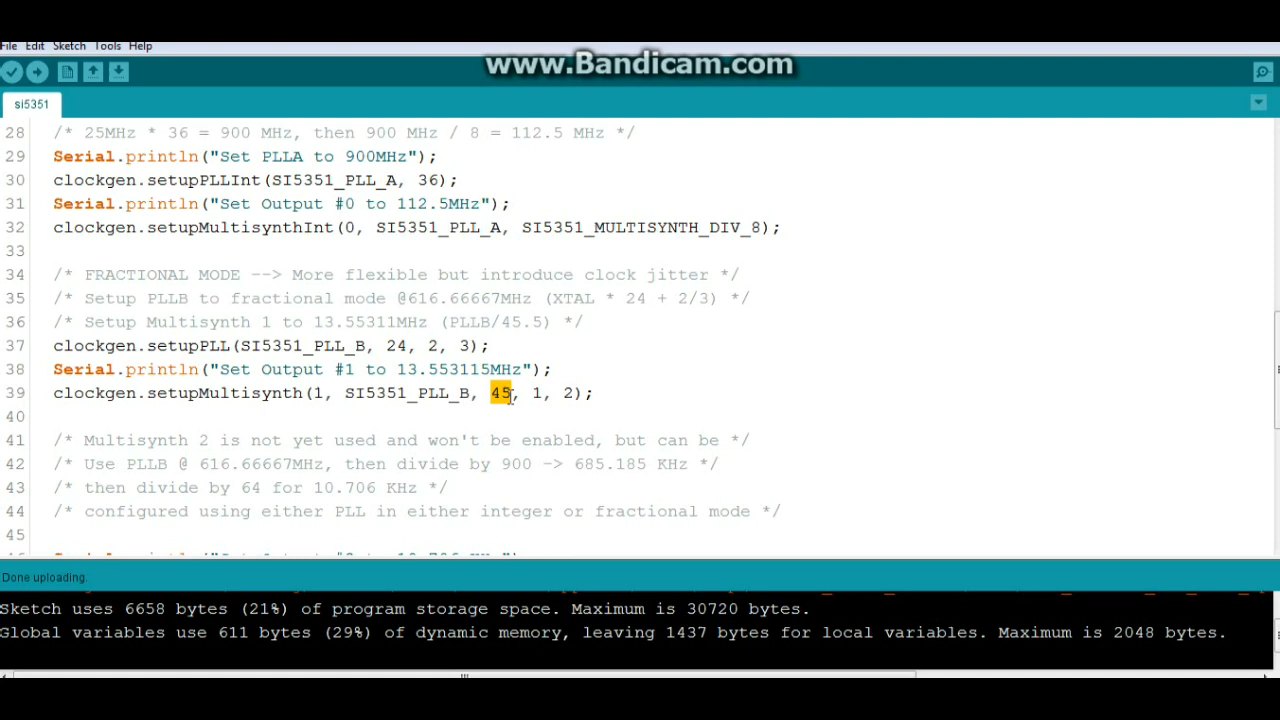 www.Bandicam.com
File Edit Sketch Tools Help
si5351
28 /* 25MHz * 36 = 900 MHz, then 900 MHz / 8 = 112.5 MHz */
29 Serial.println("Set PLLA to 900MHz");
30 clockgen.setupPLLInt(SI5351_PLL_A, 36);
31 Serial.println("Set Output #0 to 112.5MHz");
32 clockgen.setupMultisynthInt(0, SI5351_PLL_A, SI5351_MULTISYNTH_DIV_8);
33
34 /* FRACTIONAL MODE --> More flexible but introduce clock jitter */
35 /* Setup PLLB to fractional mode @616.66667MHz (XTAL * 24 + 2/3) */
36 /* Setup Multisynth 1 to 13.55311MHz (PLLB/45.5) */
37 clockgen.setupPLL(SI5351_PLL_B, 24, 2, 3);
38 Serial.println("Set Output #1 to 13.553115MHz");
39 clockgen.setupMultisynth(1, SI5351_PLL_B, 45, 1, 2);
40
41 /* Multisynth 2 is not yet used and won't be enabled, but can be */
42 /* Use PLLB @ 616.66667MHz, then divide by 900 -> 685.185 KHz */
43 /* then divide by 64 for 10.706 KHz */
44 /* configured using either PLL in either integer or fractional mode */
45
Done uploading.
Sketch uses 6658 bytes (21%) of program storage space. Maximum is 30720 bytes.
Global variables use 611 bytes (29%) of dynamic memory, leaving 1437 bytes for local variables. Maximum is 2048 bytes.